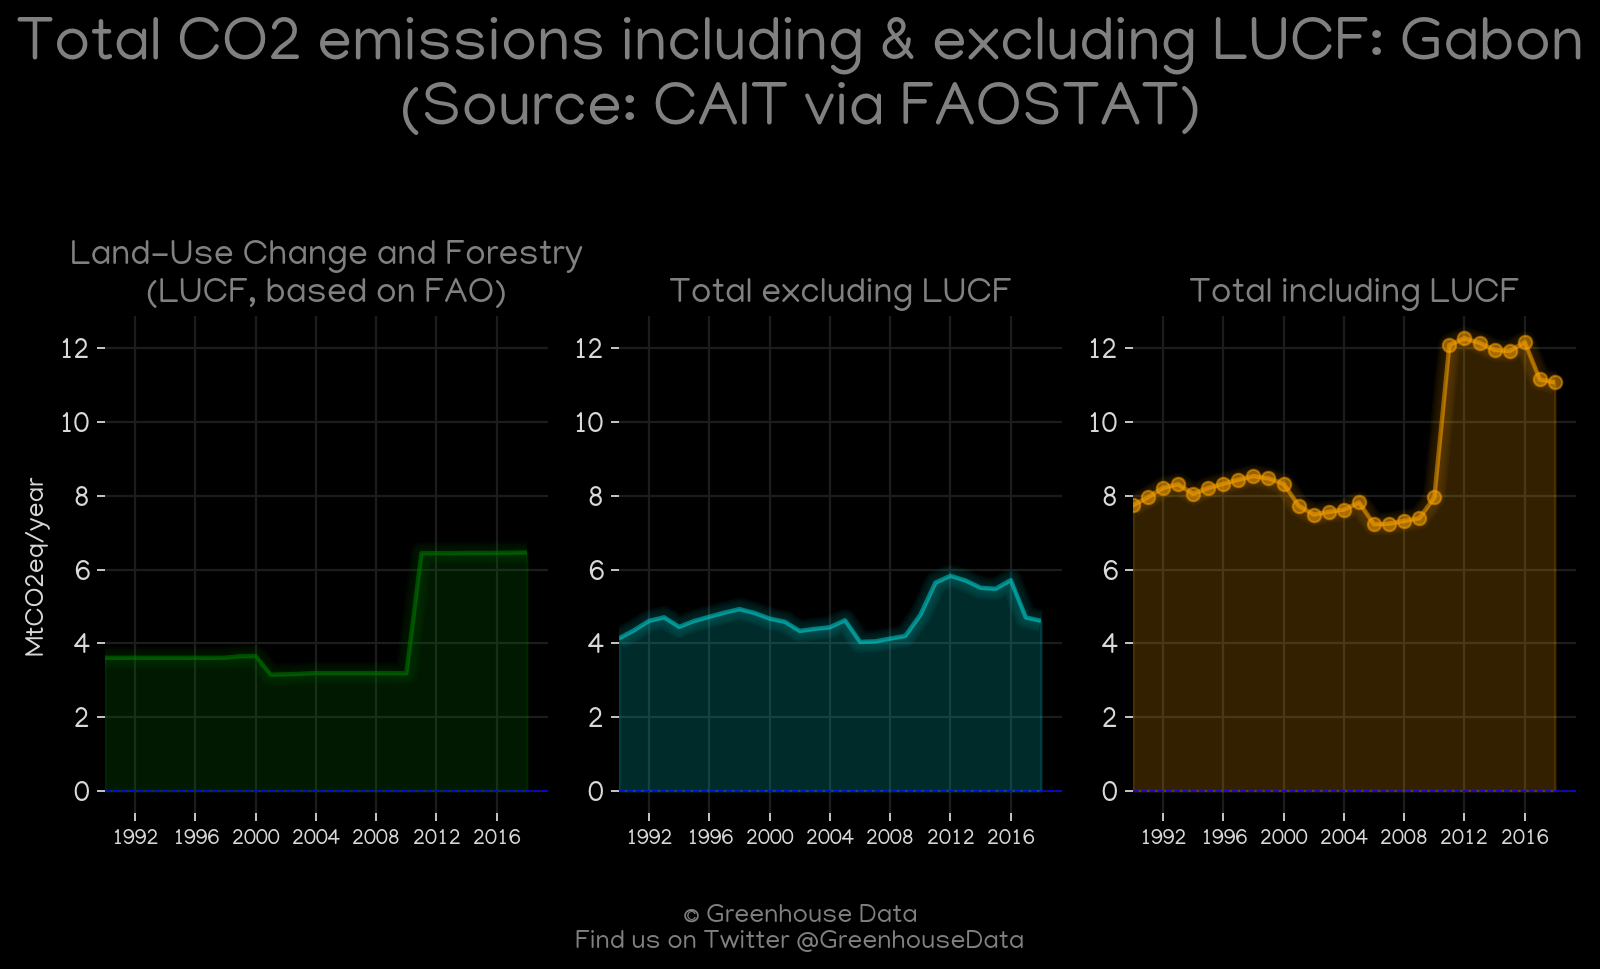 Total CO2 emissions including & excluding LUCF: Gabon
(Source: CAIT via FAOSTAT)
Land-Use Change and Forestry
(LUCF, based on FAO)
MtCO2eq/year
12
10
8
6
4
2
0
1992 1996 2000 2004 2008 2012 2016
Total excluding LUCF
12
10
8
6
4
2
0
1992 1996 2000 2004 2008 2012 2016
Total including LUCF
12
10
8
6
4
2
0
1992 1996 2000 2004 2008 2012 2016
© Greenhouse Data
Find us on Twitter @GreenhouseData